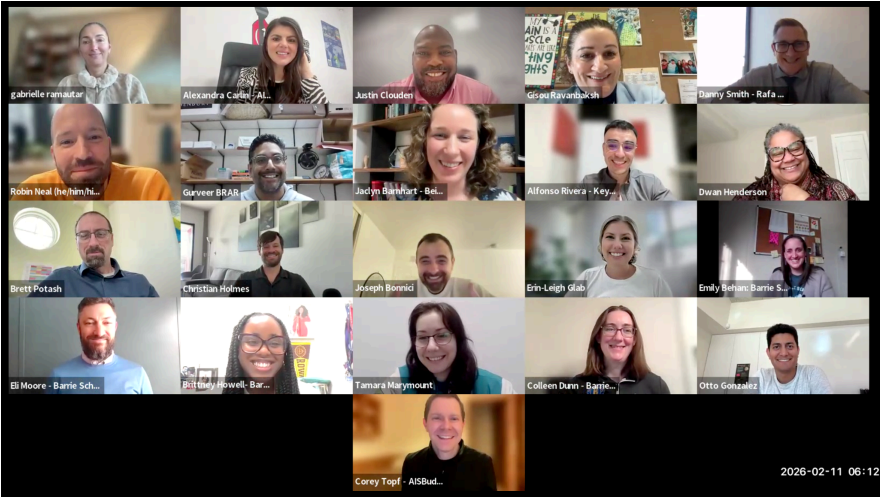 gabrielle ramautar
Alexandra Carlin - Al...
Justin Clouden
Gisou Ravanbaksh
Danny Smith - Rafa ...
Robin Neal (he/him/hi...
Gurveer BRAR
Jaclyn Barnhart - Bei...
Alfonso Rivera - Key...
Dwan Henderson
Brett Potash
Christian Holmes
Joseph Bonnici
Erin-Leigh Glab
Emily Behan: Barrie S...
Eli Moore - Barrie Sch...
Brittney Howell- Bar...
Tamara Marymount
Colleen Dunn - Barrie...
Otto Gonzalez
Corey Topf - AISBud...
2026-02-11 06:12